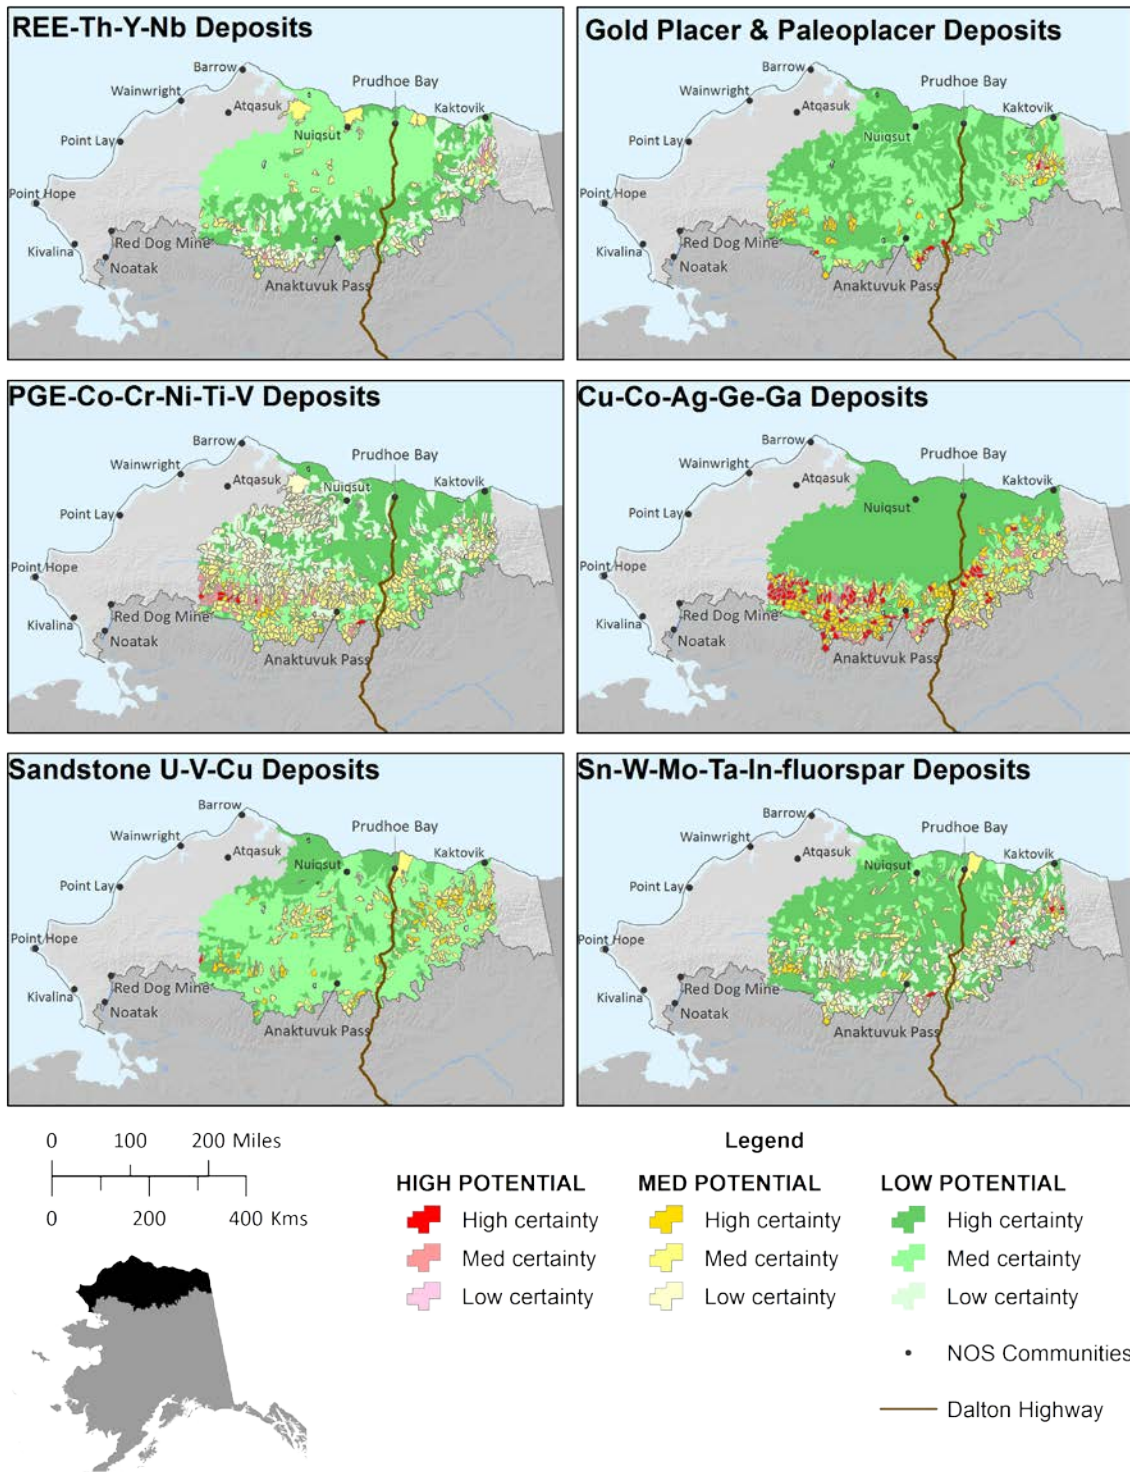 REE-Th-Y-Nb Deposits
Barrow
Prudhoe Bay
Wainwright
Atqasuk
Kaktovik
Nuiqsut
Point Lay
Point Hope
Red Dog Mine
Kivalina
Noatak
Anaktuvuk Pass
Gold Placer & Paleoplacer Deposits
Barrow
Prudhoe Bay
Wainwright
Atqasuk
Kaktovik
Nuiqsut
Point Lay
Point Hope
Red Dog Mine
Kivalina
Noatak
Anaktuvuk Pass
PGE-Co-Cr-Ni-Ti-V Deposits
Barrow
Prudhoe Bay
Wainwright
Atqasuk
Kaktovik
Nuiqsut
Point Lay
Point Hope
Red Dog Mine
Kivalina
Noatak
Anaktuvuk Pass
Cu-Co-Ag-Ge-Ga Deposits
Barrow
Prudhoe Bay
Wainwright
Atqasuk
Kaktovik
Nuiqsut
Point Lay
Point Hope
Red Dog Mine
Kivalina
Noatak
Anaktuvuk Pass
Sandstone U-V-Cu Deposits
Barrow
Prudhoe Bay
Wainwright
Atqasuk
Kaktovik
Nuiqsut
Point Lay
Point Hope
Red Dog Mine
Kivalina
Noatak
Anaktuvuk Pass
Sn-W-Mo-Ta-In-fluorspar Deposits
Barrow
Prudhoe Bay
Wainwright
Atqasuk
Kaktovik
Nuiqsut
Point Lay
Point Hope
Red Dog Mine
Kivalina
Noatak
Anaktuvuk Pass
0 100 200 Miles
0 200 400 Kms
Legend
HIGH POTENTIAL MED POTENTIAL LOW POTENTIAL
High certainty High certainty High certainty
Med certainty Med certainty Med certainty
Low certainty Low certainty Low certainty
NOS Communities
Dalton Highway